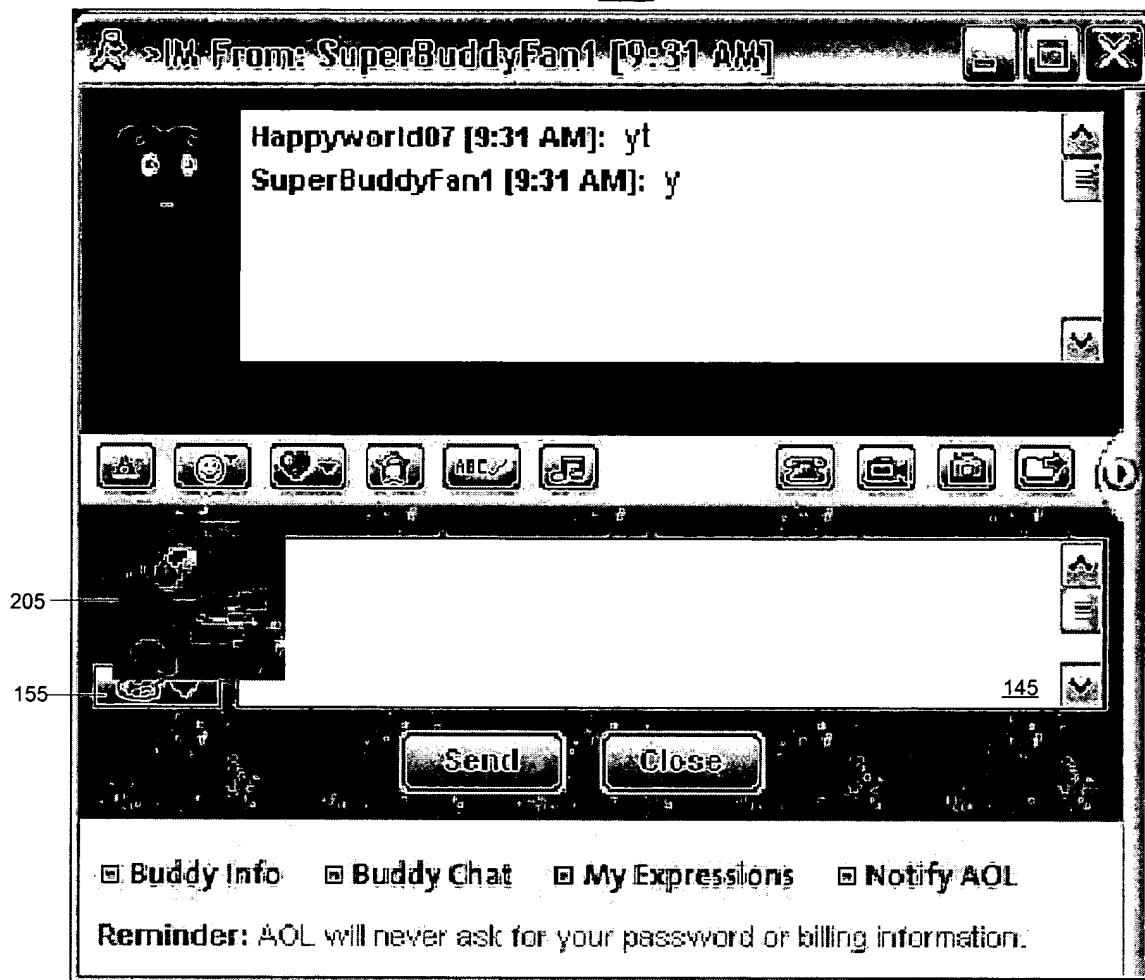 >IM From: SuperBuddyFan1 [9:31 AM]
Happyworld07 [9:31 AM]: yt
SuperBuddyFan1 [9:31 AM]: y
ABC
205
155
145
Send
Close
Buddy Info Buddy Chat My Expressions Notify AOL
Reminder: AOL will never ask for your password or billing information.